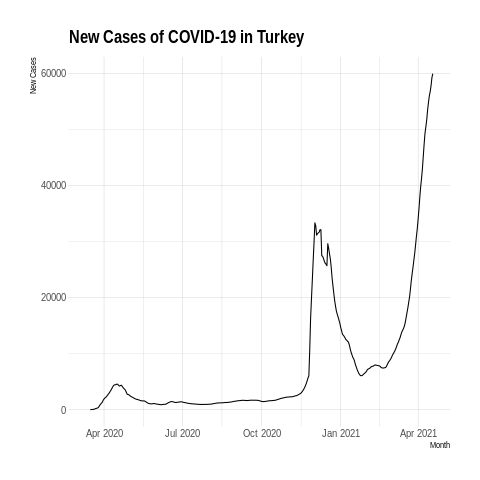 New Cases of COVID-19 in Turkey
New Cases
60000
40000
20000
0
Apr 2020 Jul 2020 Oct 2020 Jan 2021 Apr 2021
Month